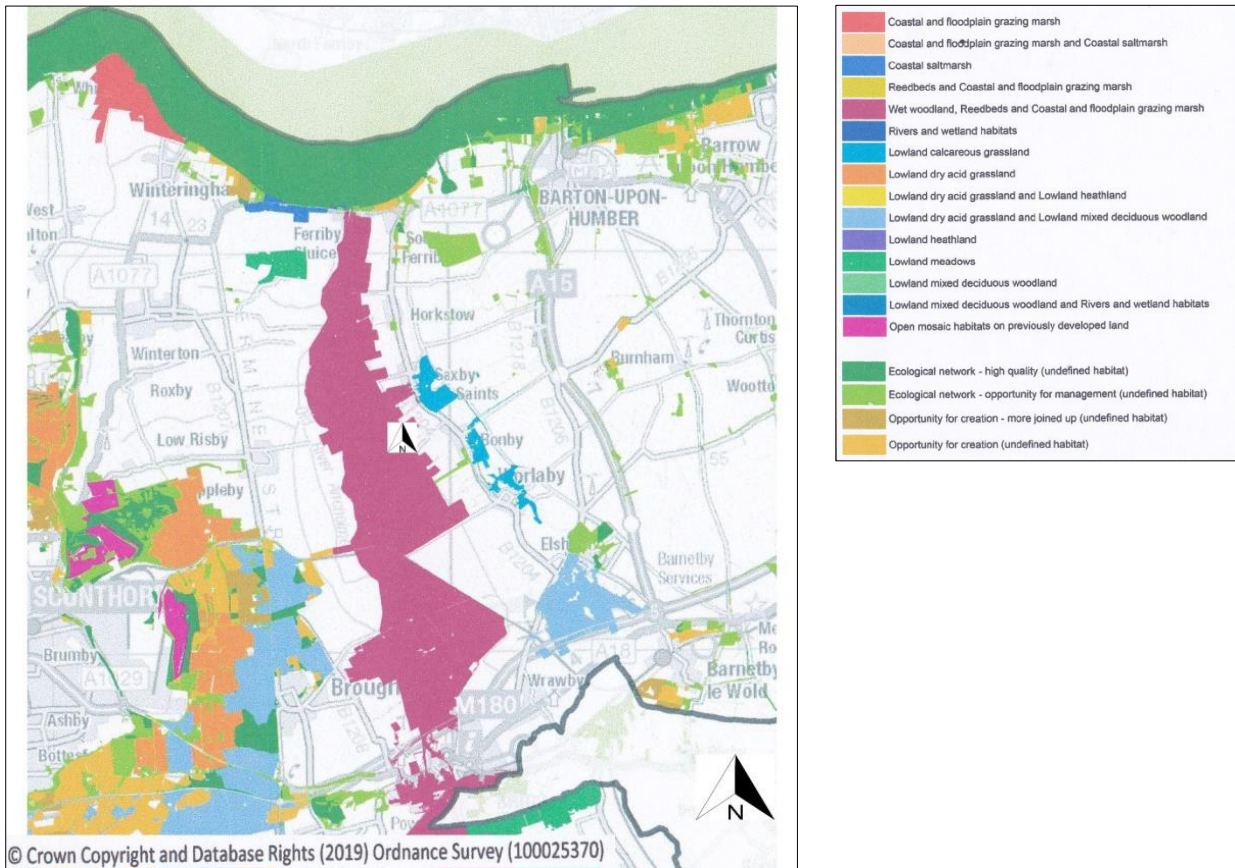 Winteringha
Ferriby
Sluice
A1077
BARTON-UPON-
HUMBER
Barrow
A1077
14
23
A15
Horkstow
Winterton
Roxby
Saxby
Saints
Burnham
Thornton
Curtis
Low Risby
Bonby
Worlaby
55
ppleby
Elsh
Barnetby
Services
SCUNTHOR
Brumby
A1029
Ashby
Brough
M180
A18
Wrawby
Barnetby
le Wold
N
N
© Crown Copyright and Database Rights (2019) Ordnance Survey (100025370)
Coastal and floodplain grazing marsh
Coastal and floodplain grazing marsh and Coastal saltmarsh
Coastal saltmarsh
Reedbeds and Coastal and floodplain grazing marsh
Wet woodland, Reedbeds and Coastal and floodplain grazing marsh
Rivers and wetland habitats
Lowland calcareous grassland
Lowland dry acid grassland
Lowland dry acid grassland and Lowland heathland
Lowland dry acid grassland and Lowland mixed deciduous woodland
Lowland heathland
Lowland meadows
Lowland mixed deciduous woodland
Lowland mixed deciduous woodland and Rivers and wetland habitats
Open mosaic habitats on previously developed land
Ecological network - high quality (undefined habitat)
Ecological network - opportunity for management (undefined habitat)
Opportunity for creation - more joined up (undefined habitat)
Opportunity for creation (undefined habitat)